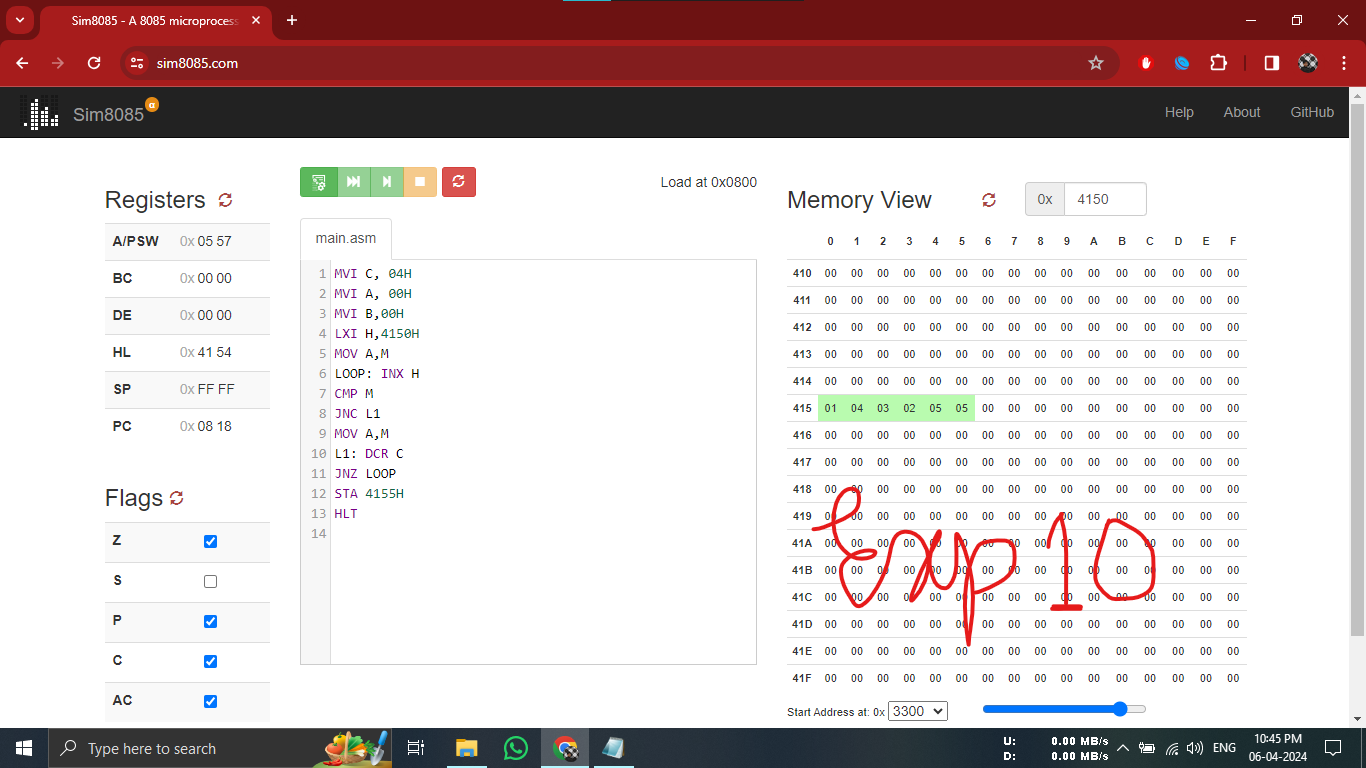 Sim8085 - A 8085 microprocess
sim8085.com
Sim8085 α
Help About GitHub
Registers
A/PSW 0x 05 57
BC 0x 00 00
DE 0x 00 00
HL 0x 41 54
SP 0x FF FF
PC 0x 08 18
Flags
Z
S
P
C
AC
Load at 0x0800
main.asm
1 MVI C, 04H
2 MVI A, 00H
3 MVI B,00H
4 LXI H,4150H
5 MOV A,M
6 LOOP: INX H
7 CMP M
8 JNC L1
9 MOV A,M
10 L1: DCR C
11 JNZ LOOP
12 STA 4155H
13 HLT
14
Memory View 0x 4150
0 1 2 3 4 5 6 7 8 9 A B C D E F
410 00 00 00 00 00 00 00 00 00 00 00 00 00 00 00 00
411 00 00 00 00 00 00 00 00 00 00 00 00 00 00 00 00
412 00 00 00 00 00 00 00 00 00 00 00 00 00 00 00 00
413 00 00 00 00 00 00 00 00 00 00 00 00 00 00 00 00
414 00 00 00 00 00 00 00 00 00 00 00 00 00 00 00 00
415 01 04 03 02 05 05 00 00 00 00 00 00 00 00 00 00
416 00 00 00 00 00 00 00 00 00 00 00 00 00 00 00 00
417 00 00 00 00 00 00 00 00 00 00 00 00 00 00 00 00
418 00 00 00 00 00 00 00 00 00 00 00 00 00 00 00 00
419 00 00 00 00 00 00 00 00 00 00 00 00 00 00 00 00
41A 00 00 00 00 00 00 00 00 00 00 00 00 00 00 00 00
41B 00 00 00 00 00 00 00 00 00 00 00 00 00 00 00 00
41C 00 00 00 00 00 00 00 00 00 00 00 00 00 00 00 00
41D 00 00 00 00 00 00 00 00 00 00 00 00 00 00 00 00
41E 00 00 00 00 00 00 00 00 00 00 00 00 00 00 00 00
41F 00 00 00 00 00 00 00 00 00 00 00 00 00 00 00 00
Exp 10
Start Address at: 0x 3300
Type here to search
U: 0.00 MB/s
D: 0.00 MB/s
ENG
10:45 PM
06-04-2024